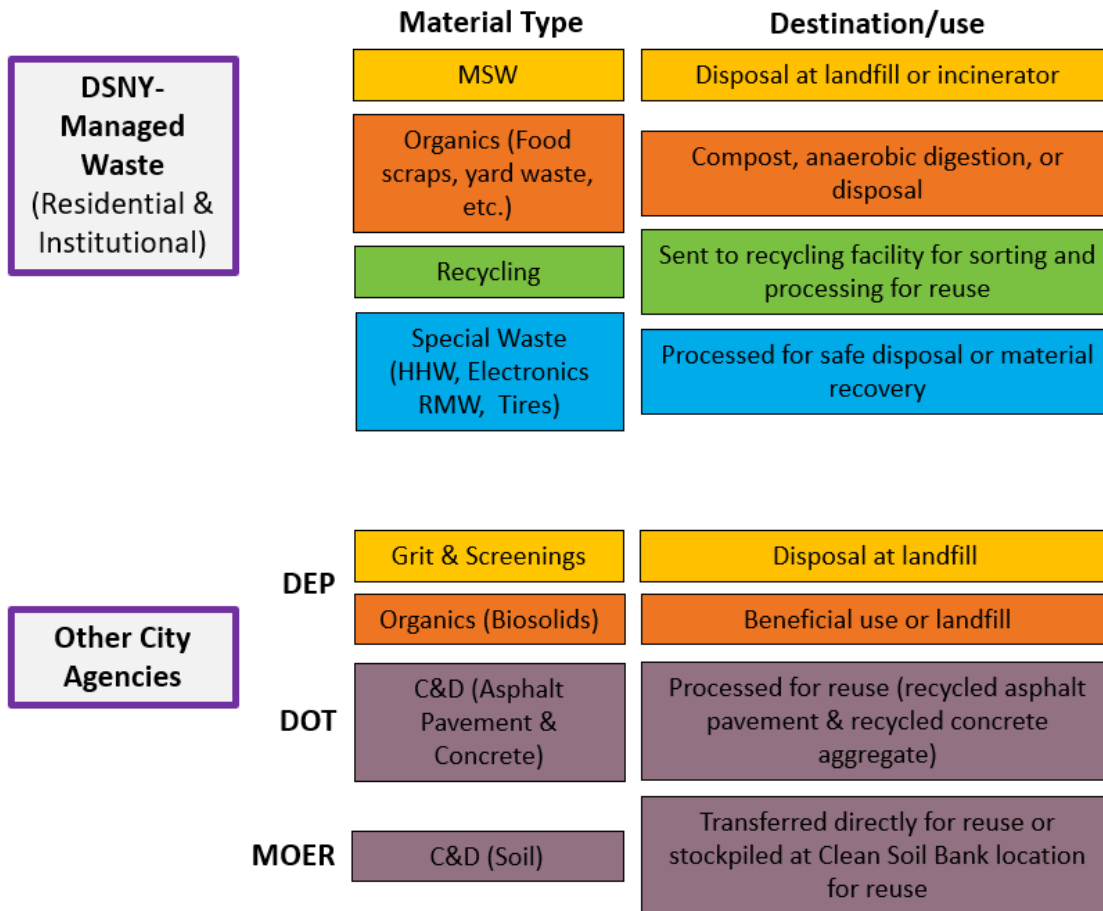 Material Type
Destination/use
DSNY-
Managed
Waste
(Residential &
Institutional)
MSW
Disposal at landfill or incinerator
Organics (Food
scraps, yard waste,
etc.)
Compost, anaerobic digestion, or
disposal
Recycling
Sent to recycling facility for sorting and
processing for reuse
Special Waste
(HHW, Electronics
RMW, Tires)
Processed for safe disposal or material
recovery
Other City
Agencies
DEP
Grit & Screenings
Disposal at landfill
Organics (Biosolids)
Beneficial use or landfill
DOT
C&D (Asphalt
Pavement &
Concrete)
Processed for reuse (recycled asphalt
pavement & recycled concrete
aggregate)
MOER
C&D (Soil)
Transferred directly for reuse or
stockpiled at Clean Soil Bank location
for reuse